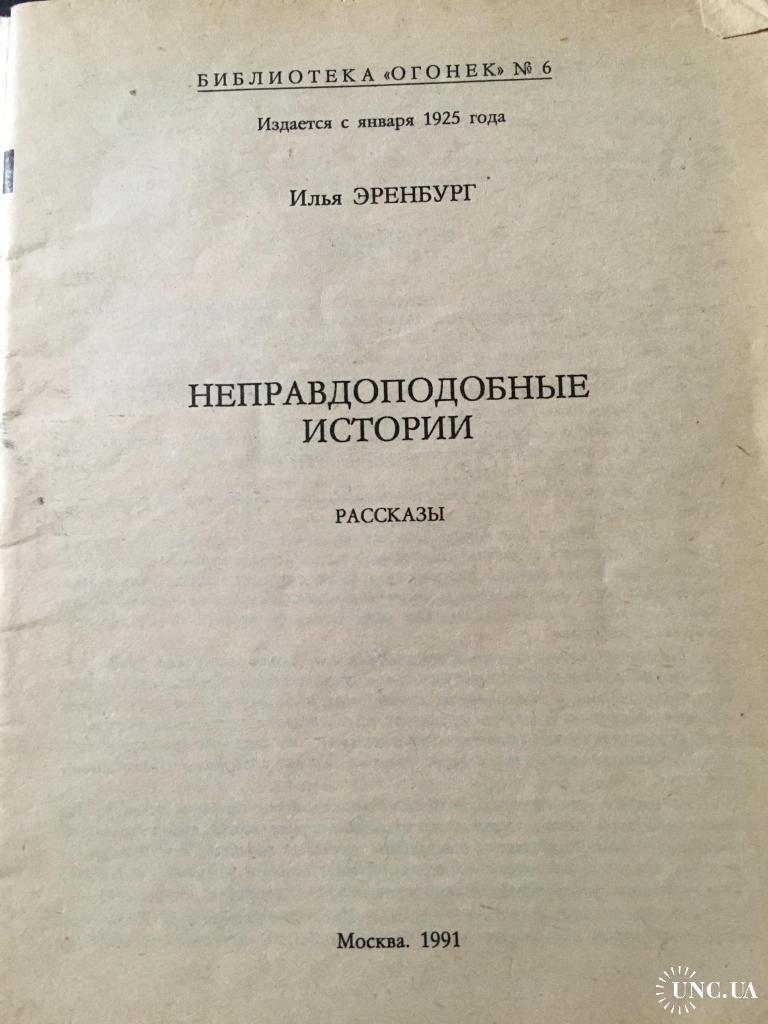 БИБЛИОТЕКА «ОГОНЕК» № 6
Издается с января 1925 года
Илья ЭРЕНБУРГ
НЕПРАВДОПОДОБНЫЕ
ИСТОРИИ
РАССКАЗЫ
Москва. 1991
UNC.UA